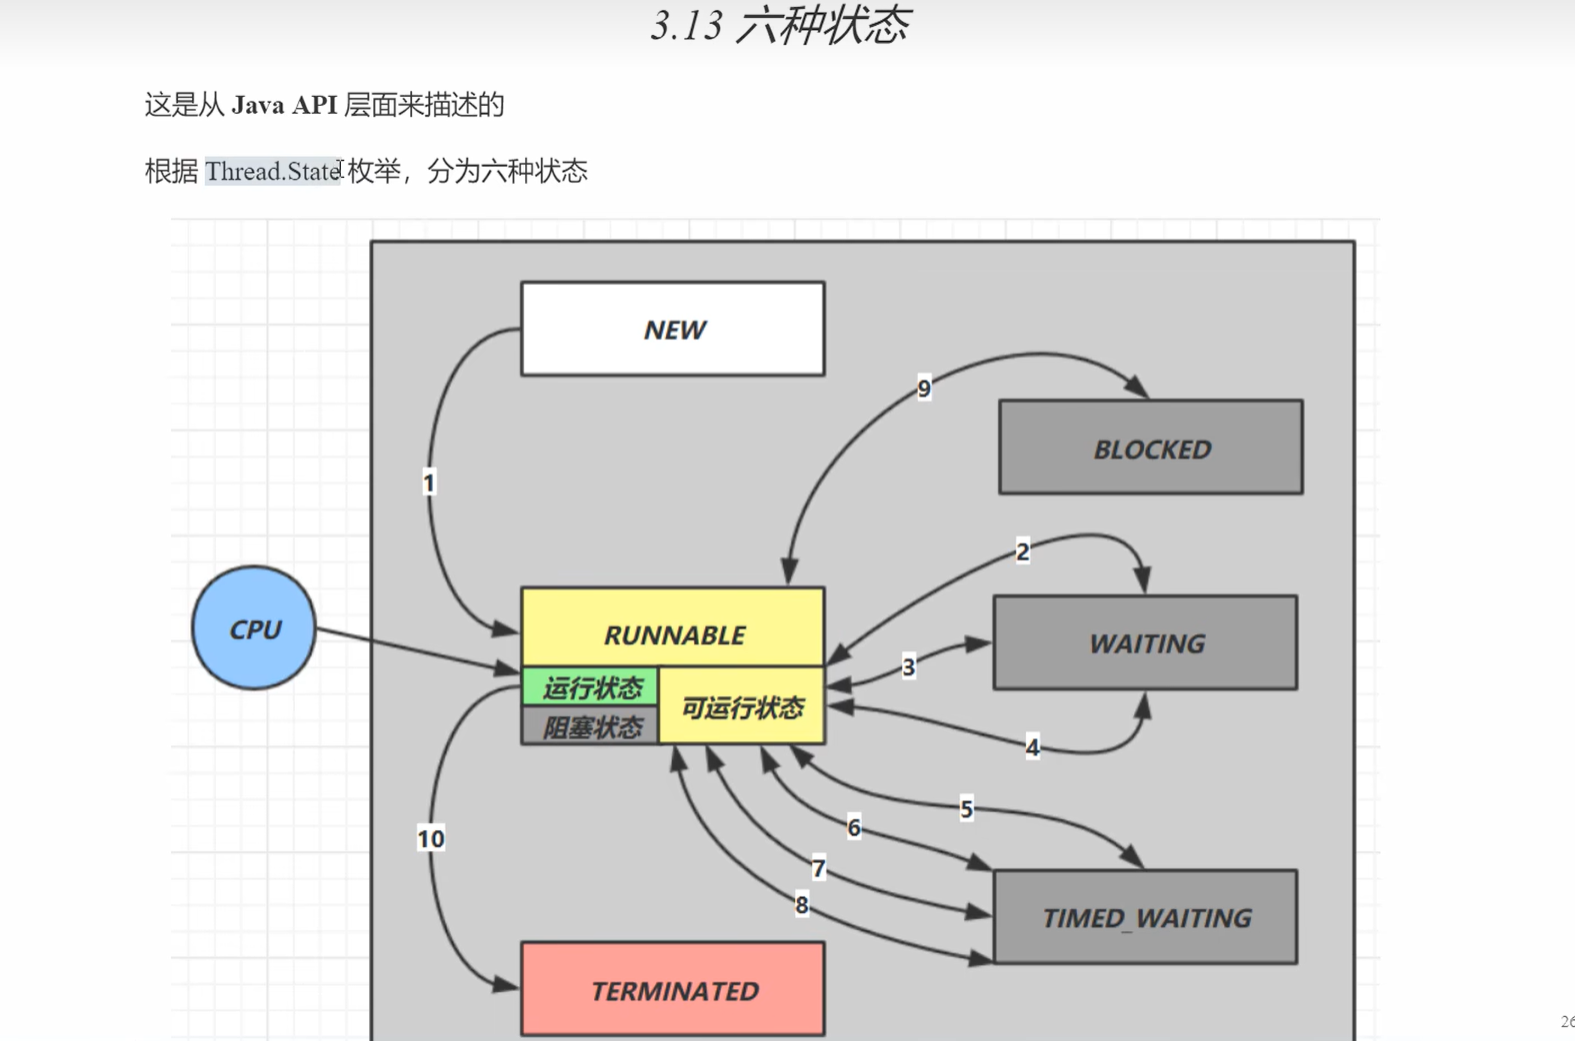 3.13 六种状态
这是从 Java API 层面来描述的
根据 Thread.State 枚举，分为六种状态
NEW
9
BLOCKED
1
2
CPU
RUNNABLE
WAITING
3
运行状态
可运行状态
阻塞状态
4
5
6
10
7
8
TIMED_WAITING
TERMINATED
26